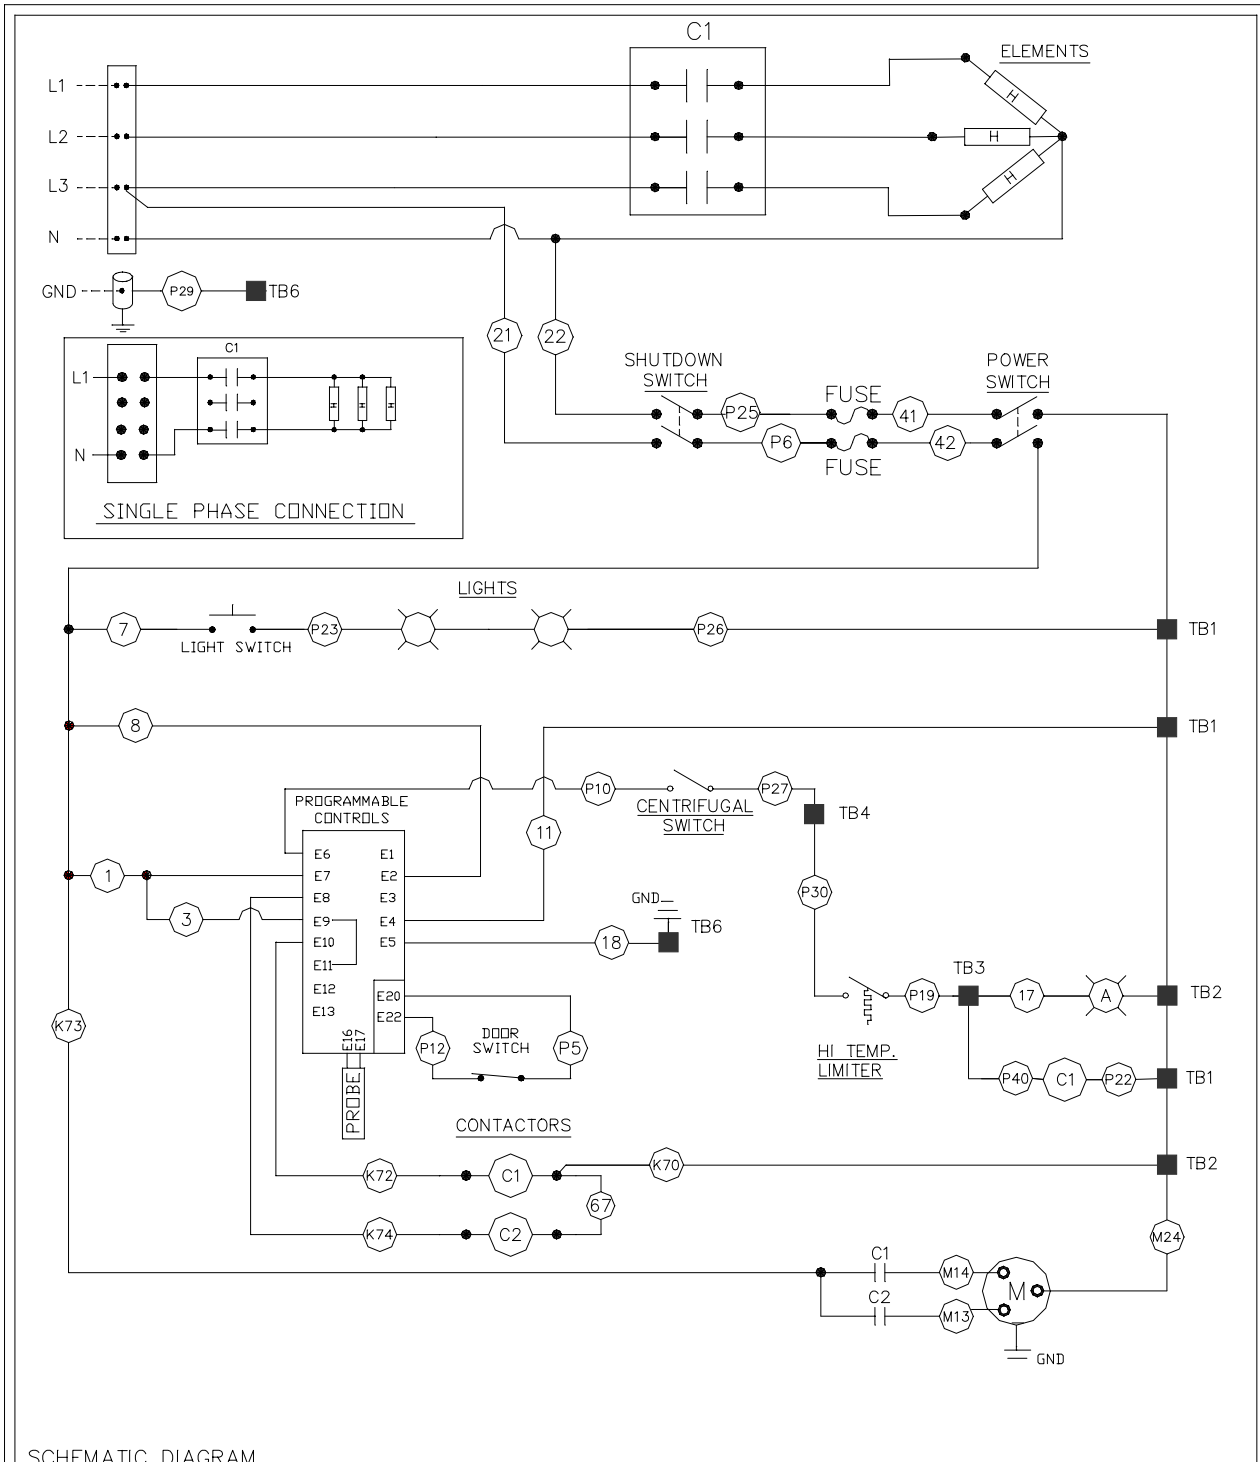 C1
ELEMENTS
L1
H
L2
H
L3
H
N
GND
P29
TB6
21
22
C1
L1
H
H
H
N
SINGLE PHASE CONNECTION
SHUTDOWN
SWITCH
POWER
SWITCH
FUSE
P25
41
P6
42
FUSE
LIGHTS
7
P23
P26
TB1
LIGHT SWITCH
8
TB1
P10
P27
PROGRAMMABLE
CONTROLS
CENTRIFUGAL
SWITCH
TB4
11
E6
E1
1
E7
E2
E8
E3
P30
GND
3
E9
E4
TB6
E10
E5
18
E11
E12
E20
E13
E22
TB3
P19
17
A
TB2
K73
E16
E17
P12
DOOR
SWITCH
P5
HI TEMP.
LIMITER
P40
C1
P22
TB1
PROBE
CONTACTORS
K72
C1
K70
TB2
67
K74
C2
M24
C1
M14
M
C2
M13
GND
SCHEMATIC DIAGRAM